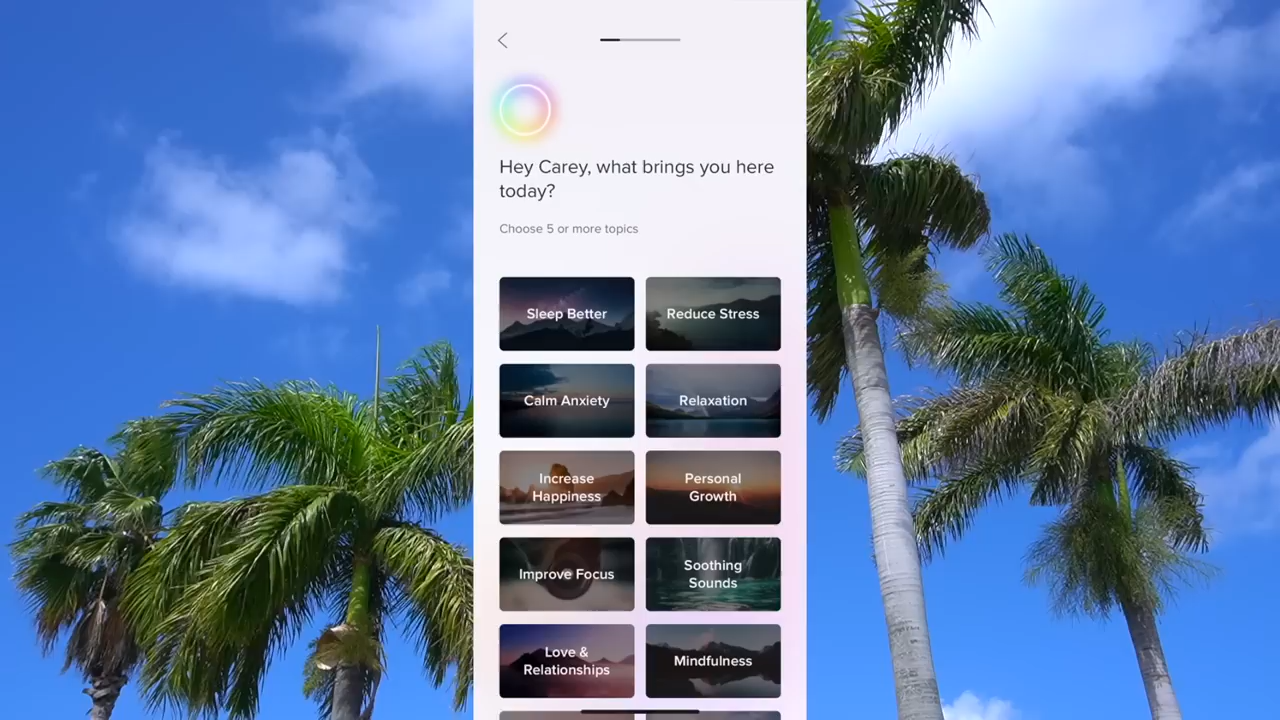 Hey Carey, what brings you here
today?
Choose 5 or more topics
Sleep Better
Reduce Stress
Calm Anxiety
Relaxation
Increase
Happiness
Personal
Growth
Improve Focus
Soothing
Sounds
Love &
Relationships
Mindfulness